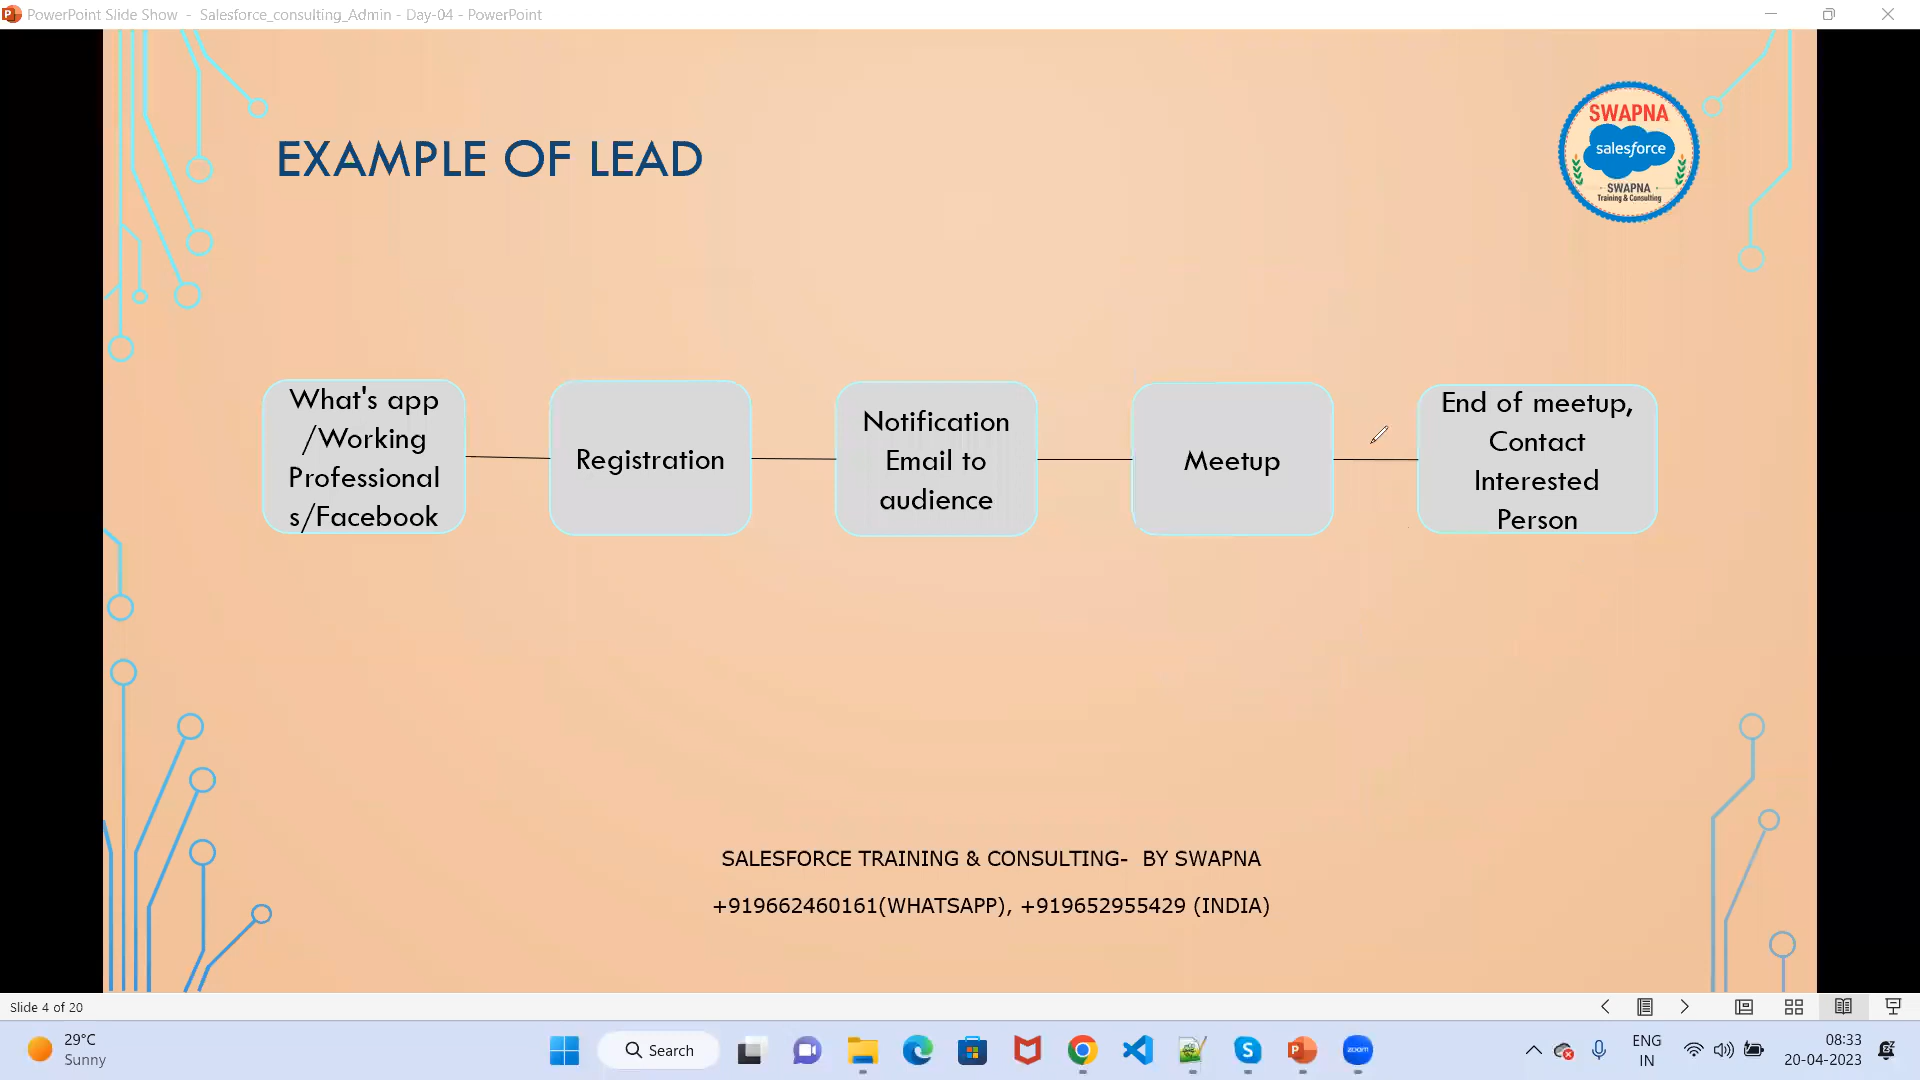 PowerPoint Slide Show - Salesforce_consulting_Admin - Day-04 - PowerPoint
EXAMPLE OF LEAD
SWAPNA
salesforce
SWAPNA
Training & Consulting
What's app
/Working
Professional
s/Facebook
Registration
Notification
Email to
audience
Meetup
End of meetup,
Contact
Interested
Person
SALESFORCE TRAINING & CONSULTING- BY SWAPNA
+919662460161(WHATSAPP), +919652955429 (INDIA)
Slide 4 of 20
29°C
Sunny
Search
zoom
ENG
IN
08:33
20-04-2023